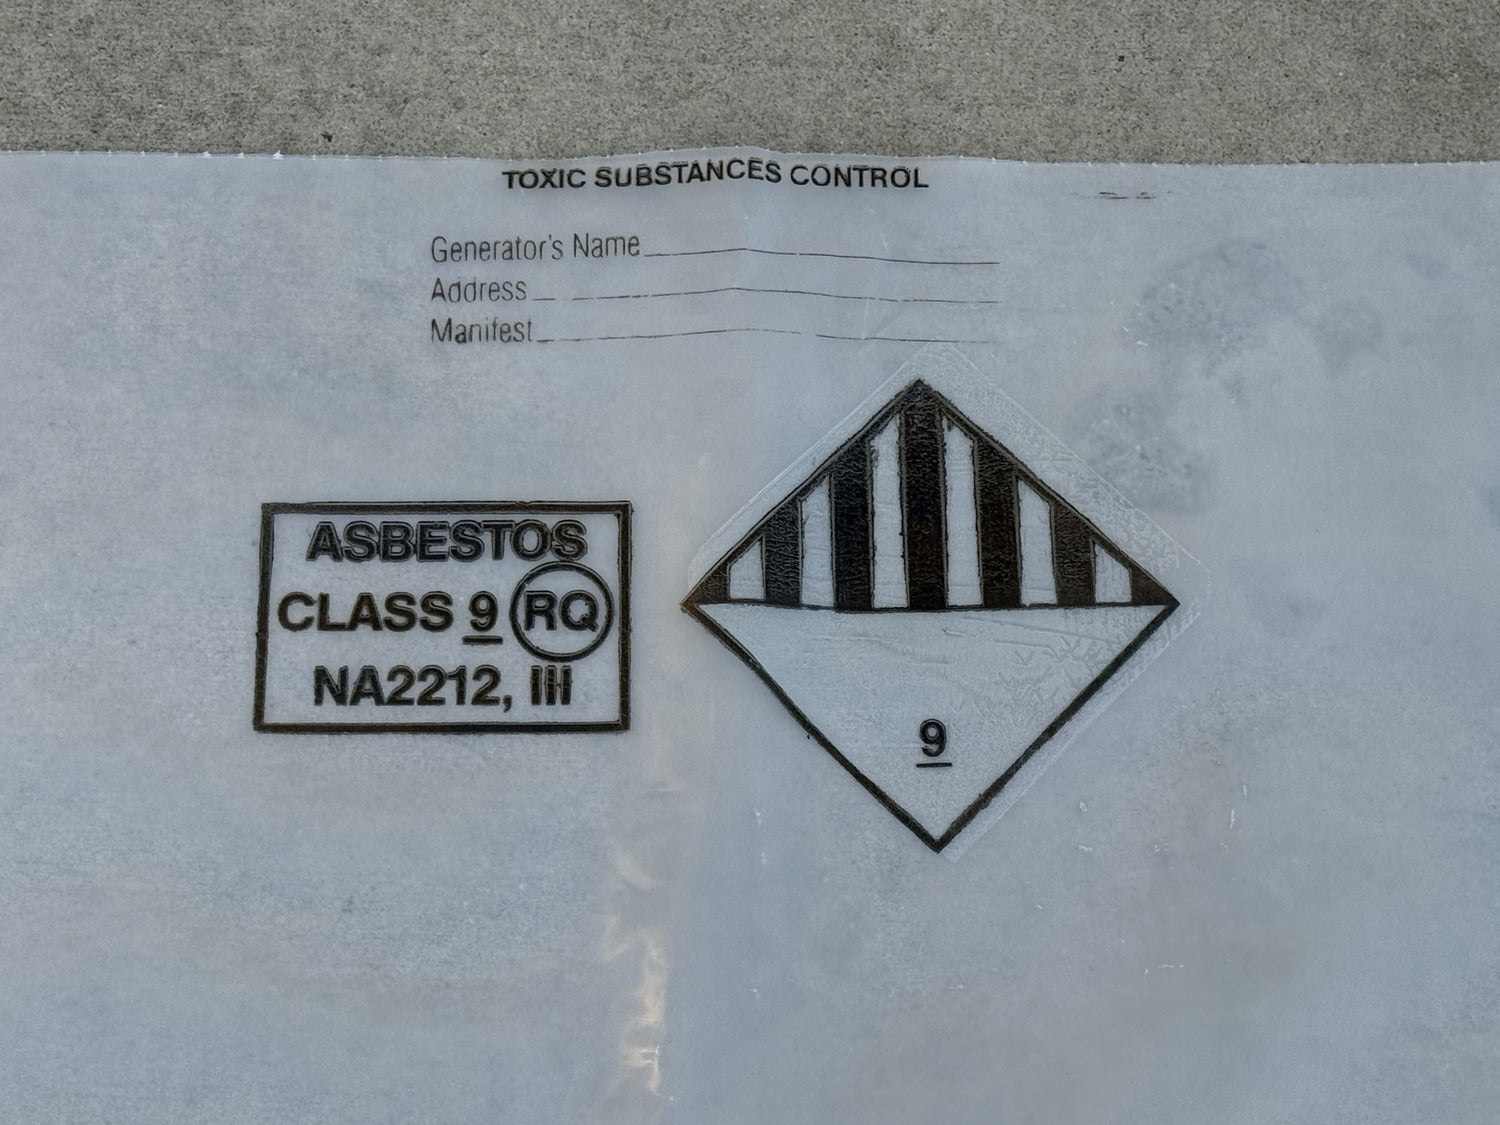 TOXIC SUBSTANCES CONTROL
Generator's Name
Address
Manifest
ASBESTOS
CLASS 9 RQ
NA2212, III
9